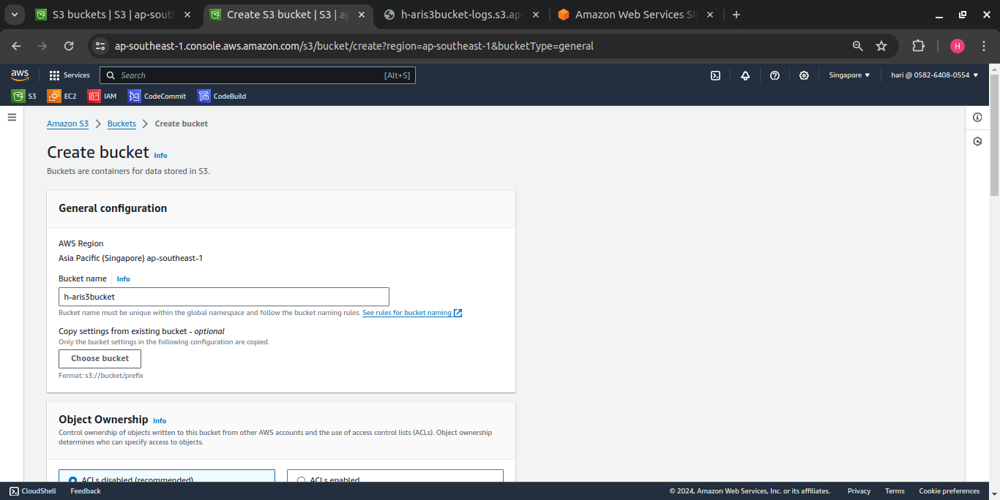 S3 buckets | S3 | ap-sout
Create S3 bucket | S3 | ap
h-aris3bucket-logs.s3.ap-
Amazon Web Services Si
ap-southeast-1.console.aws.amazon.com/s3/bucket/create?region=ap-southeast-1&bucketType=general
H
aws
Services
Search
[Alt+S]
Singapore
hari @ 0582-6408-0554
S3
EC2
IAM
CodeCommit
CodeBuild
Amazon S3
Buckets
Create bucket
Create bucket Info
Buckets are containers for data stored in S3.
General configuration
AWS Region
Asia Pacific (Singapore) ap-southeast-1
Bucket name
Info
h-aris3bucket
Bucket name must be unique within the global namespace and follow the bucket naming rules. See rules for bucket naming
Copy settings from existing bucket - optional
Only the bucket settings in the following configuration are copied.
Choose bucket
Format: s3://bucket/prefix
Object Ownership Info
Control ownership of objects written to this bucket from other AWS accounts and the use of access control lists (ACLs). Object ownership
determines who can specify access to objects.
ACLs disabled (recommended)
ACLs enabled
CloudShell
Feedback
© 2024, Amazon Web Services, Inc. or its affiliates.
Privacy
Terms
Cookie preferences